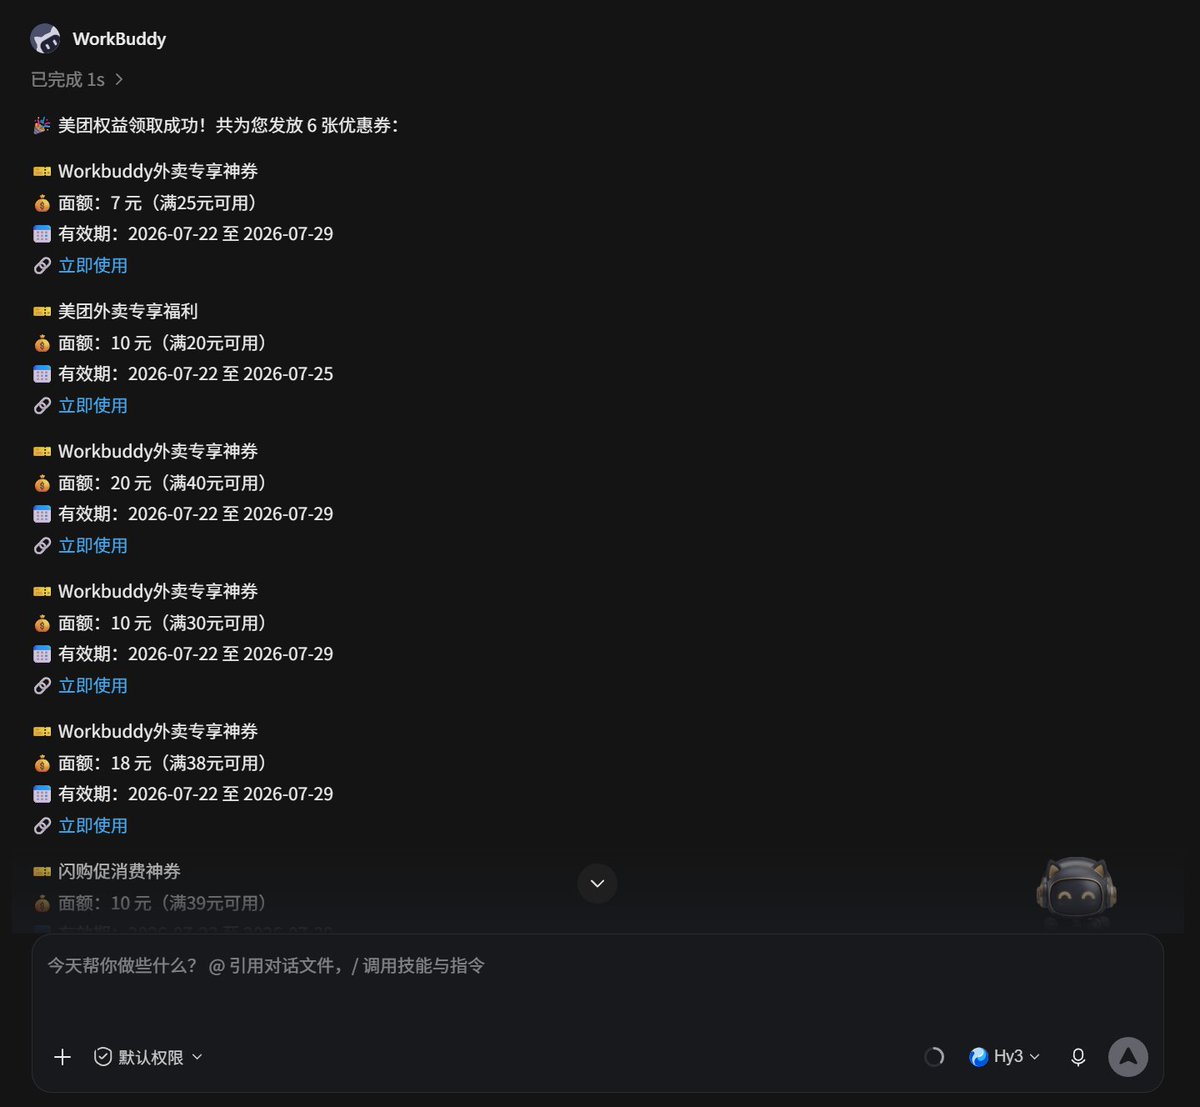 WorkBuddy
已完成 1s
美团权益领取成功！共为您发放 6 张优惠券：
Workbuddy外卖专享神券
面额：7 元（满25元可用）
有效期：2026-07-22 至 2026-07-29
立即使用
美团外卖专享福利
面额：10 元（满20元可用）
有效期：2026-07-22 至 2026-07-25
立即使用
Workbuddy外卖专享神券
面额：20 元（满40元可用）
有效期：2026-07-22 至 2026-07-29
立即使用
Workbuddy外卖专享神券
面额：10 元（满30元可用）
有效期：2026-07-22 至 2026-07-29
立即使用
Workbuddy外卖专享神券
面额：18 元（满38元可用）
有效期：2026-07-22 至 2026-07-29
立即使用
闪购促消费神券
面额：10 元（满39元可用）
今天帮你做些什么？ @ 引用对话文件，/ 调用技能与指令
默认权限
Hy3